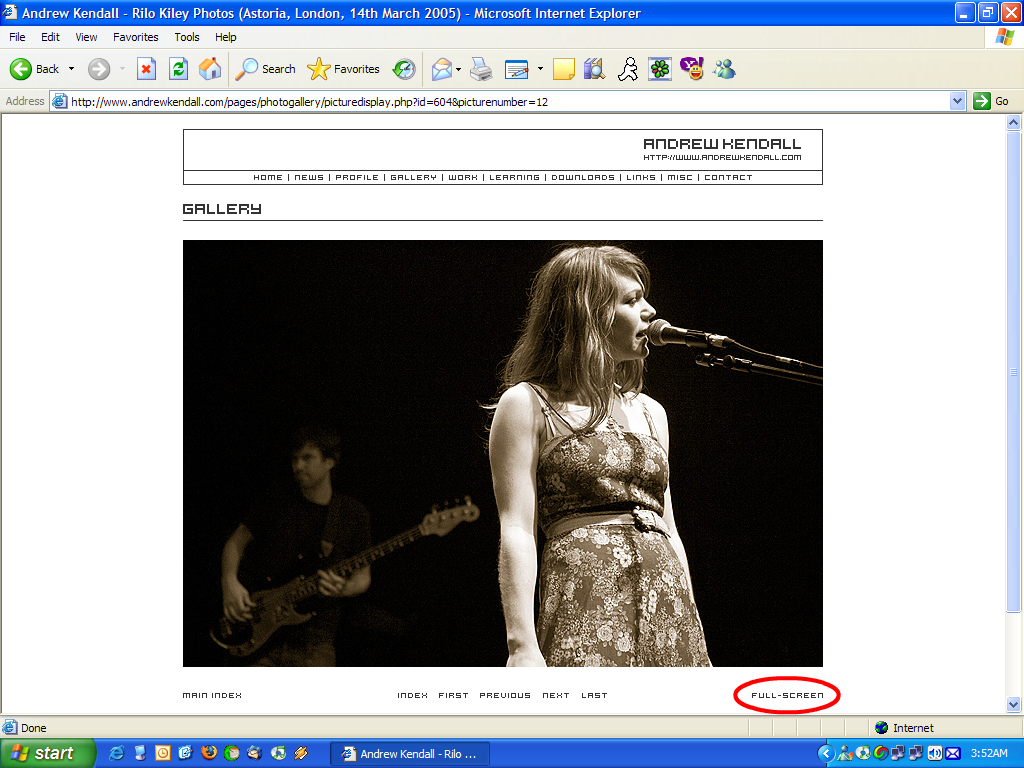 Andrew Kendall - Rilo Kiley Photos (Astoria, London, 14th March 2005) - Microsoft Internet Explorer
File Edit View Favorites Tools Help
Back Search Favorites
Address http://www.andrewkendall.com/pages/photogallery/picturedisplay.php?id=604&picturenumber=12 Go
ANDREW KENDALL
HTTP://WWW.ANDREWKENDALL.COM
HOME | NEWS | PROFILE | GALLERY | WORK | LEARNING | DOWNLOADS | LINKS | MISC | CONTACT
GALLERY
MAIN INDEX INDEX FIRST PREVIOUS NEXT LAST FULL-SCREEN
Done Internet
start Andrew Kendall - Rilo ... 3:52AM